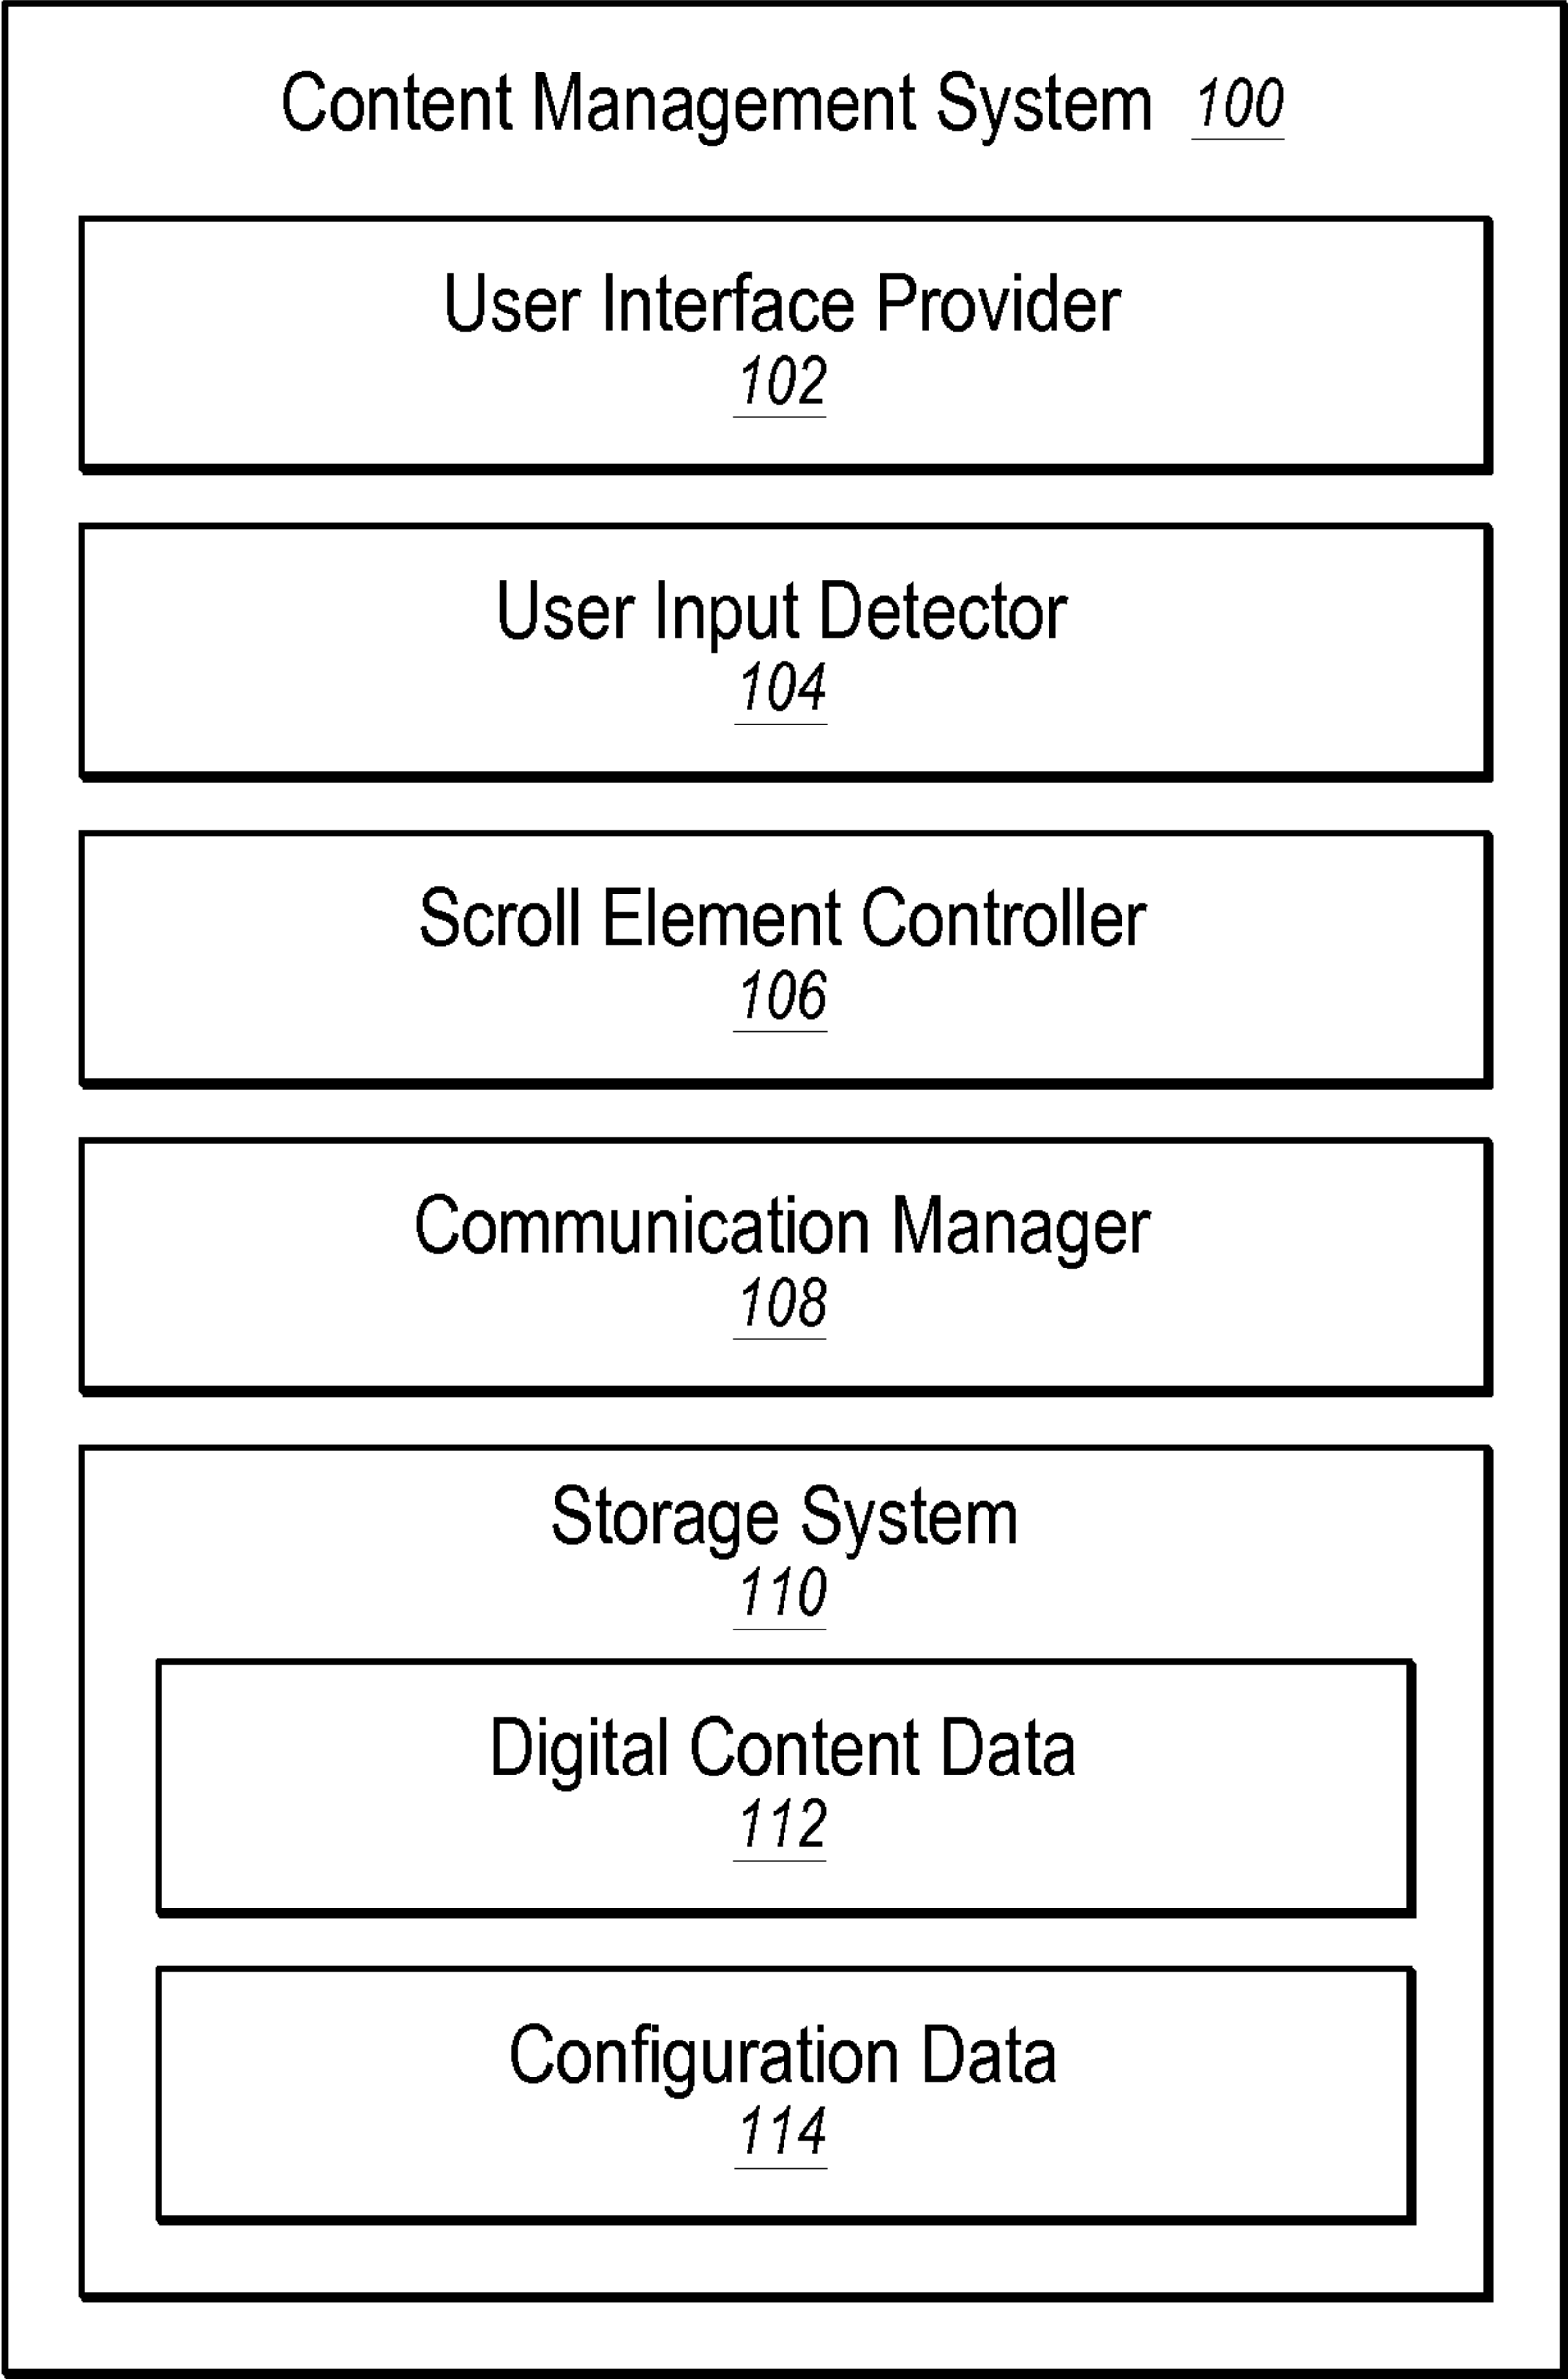 Content Management System 100
User Interface Provider
102
User Input Detector
104
Scroll Element Controller
106
Communication Manager
108
Storage System
110
Digital Content Data
112
Configuration Data
114